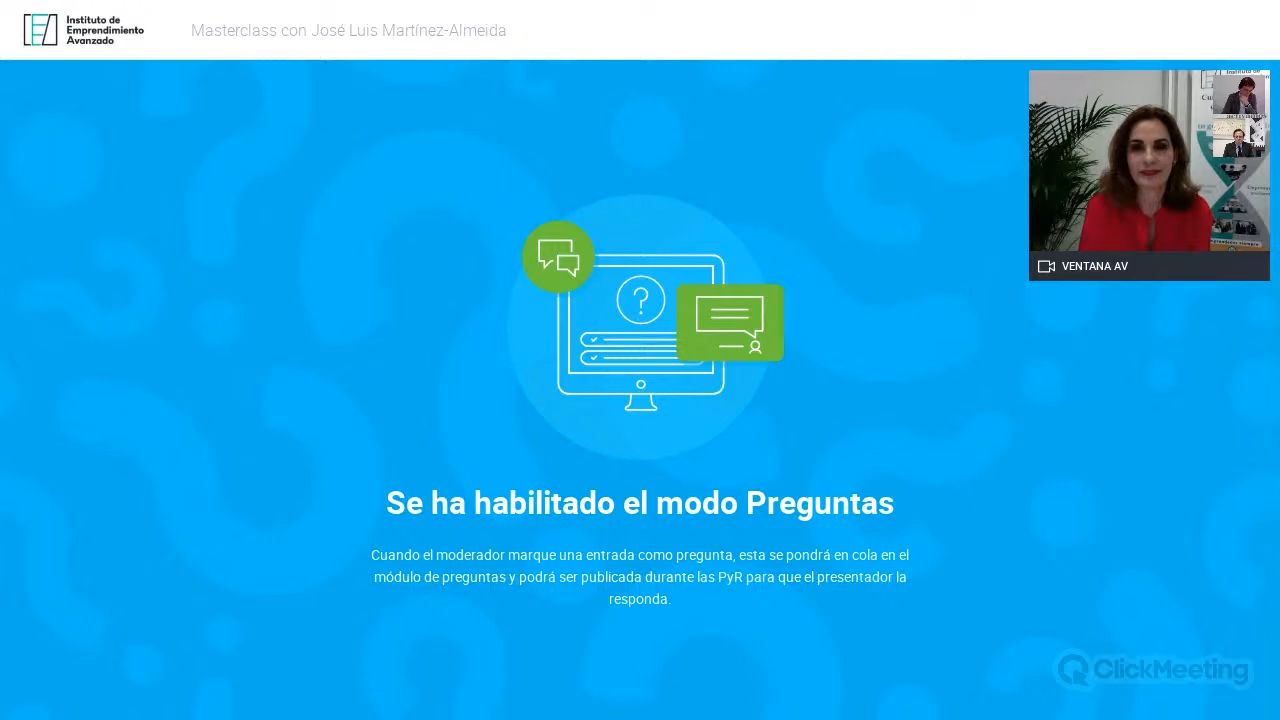 Instituto de
Emprendimiento
Avanzado
Masterclass con José Luis Martínez-Almeida
VENTANA AV
Se ha habilitado el modo Preguntas
Cuando el moderador marque una entrada como pregunta, esta se pondrá en cola en el
módulo de preguntas y podrá ser publicada durante las PyR para que el presentador la
responda.
ClickMeeting